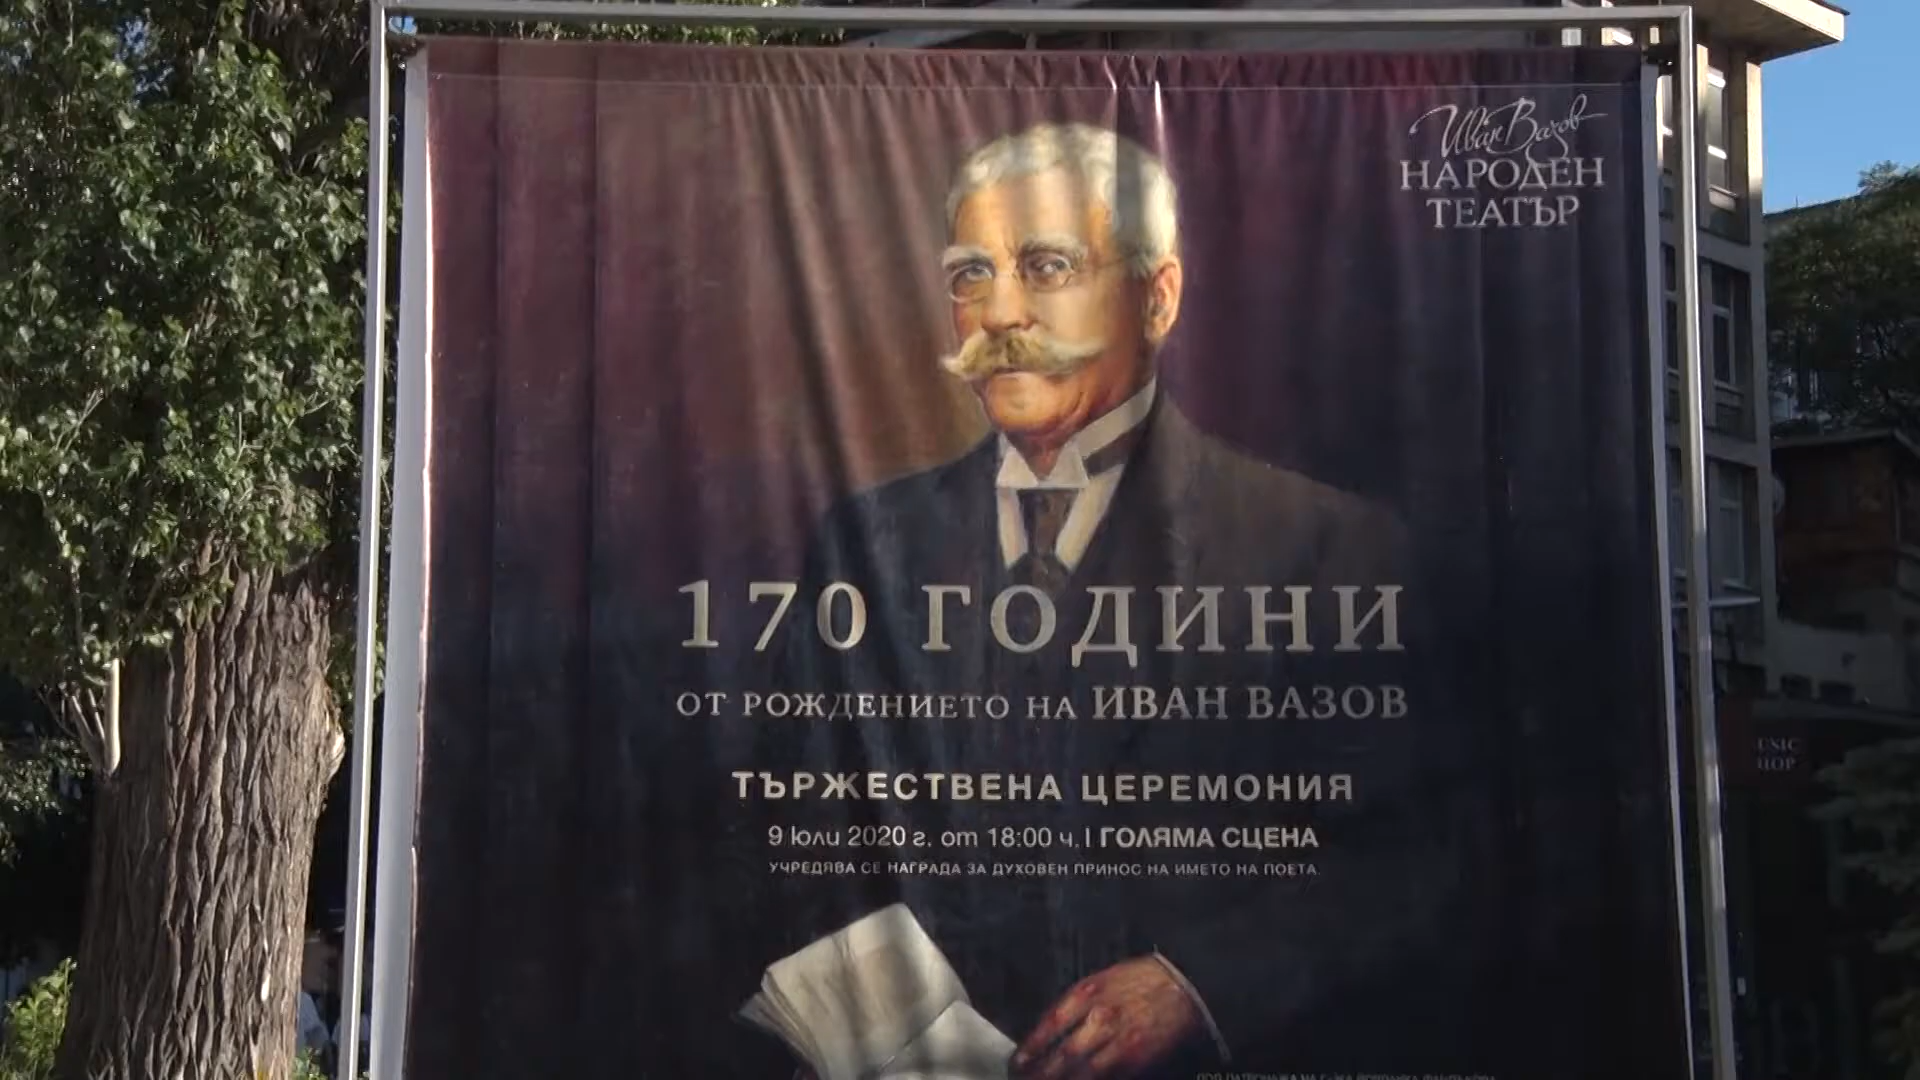 Иван Вазов
НАРОДЕН
ТЕАТЪР
170 ГОДИНИ
ОТ РОЖДЕНИЕТО НА ИВАН ВАЗОВ
ТЪРЖЕСТВЕНА ЦЕРЕМОНИЯ
9 юли 2020 г. от 18:00 ч. | ГОЛЯМА СЦЕНА
УЧРЕДЯВА СЕ НАГРАДА ЗА ДУХОВЕН ПРИНОС НА ИМЕТО НА ПОЕТА.